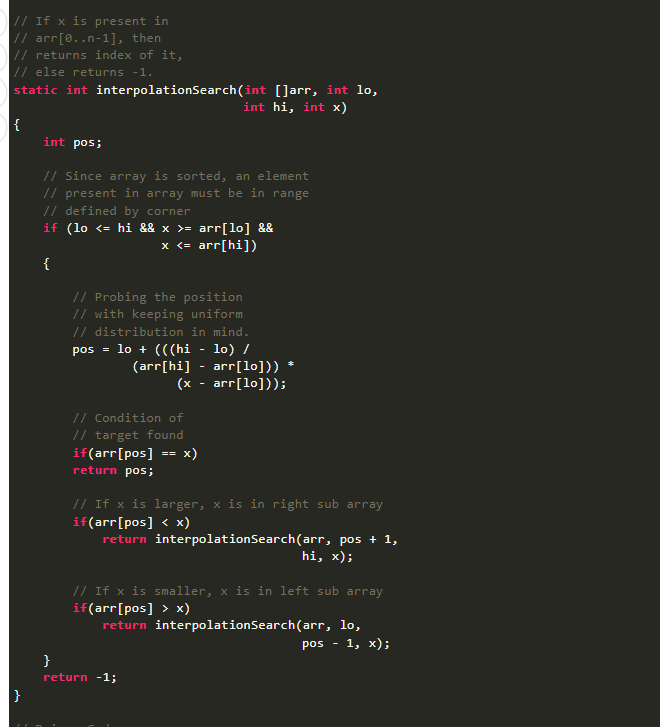 // If x is present in
// arr[0..n-1], then
// returns index of it,
// else returns -1.
static int interpolationSearch(int []arr, int lo,
int hi, int x)
{
int pos;
// Since array is sorted, an element
// present in array must be in range
// defined by corner
if (lo <= hi && x >= arr[lo] &&
x <= arr[hi])
{
// Probing the position
// with keeping uniform
// distribution in mind.
pos = lo + (((hi - lo) /
(arr[hi] - arr[lo])) *
(x - arr[lo]));
// Condition of
// target found
if(arr[pos] == x)
return pos;
// If x is larger, x is in right sub array
if(arr[pos] < x)
return interpolationSearch(arr, pos + 1,
hi, x);
// If x is smaller, x is in left sub array
if(arr[pos] > x)
return interpolationSearch(arr, lo,
pos - 1, x);
}
return -1;
}